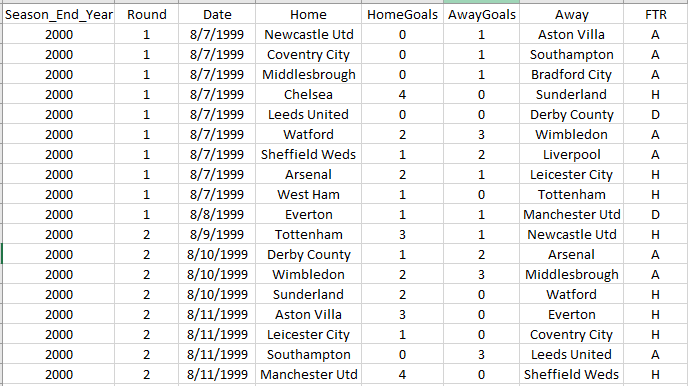 Season_End_Year Round Date Home HomeGoals AwayGoals Away FTR
2000 1 8/7/1999 Newcastle Utd 0 1 Aston Villa A
2000 1 8/7/1999 Coventry City 0 1 Southampton A
2000 1 8/7/1999 Middlesbrough 0 1 Bradford City A
2000 1 8/7/1999 Chelsea 4 0 Sunderland H
2000 1 8/7/1999 Leeds United 0 0 Derby County D
2000 1 8/7/1999 Watford 2 3 Wimbledon A
2000 1 8/7/1999 Sheffield Weds 1 2 Liverpool A
2000 1 8/7/1999 Arsenal 2 1 Leicester City H
2000 1 8/7/1999 West Ham 1 0 Tottenham H
2000 1 8/8/1999 Everton 1 1 Manchester Utd D
2000 2 8/9/1999 Tottenham 3 1 Newcastle Utd H
2000 2 8/10/1999 Derby County 1 2 Arsenal A
2000 2 8/10/1999 Wimbledon 2 3 Middlesbrough A
2000 2 8/10/1999 Sunderland 2 0 Watford H
2000 2 8/11/1999 Aston Villa 3 0 Everton H
2000 2 8/11/1999 Leicester City 1 0 Coventry City H
2000 2 8/11/1999 Southampton 0 3 Leeds United A
2000 2 8/11/1999 Manchester Utd 4 0 Sheffield Weds H